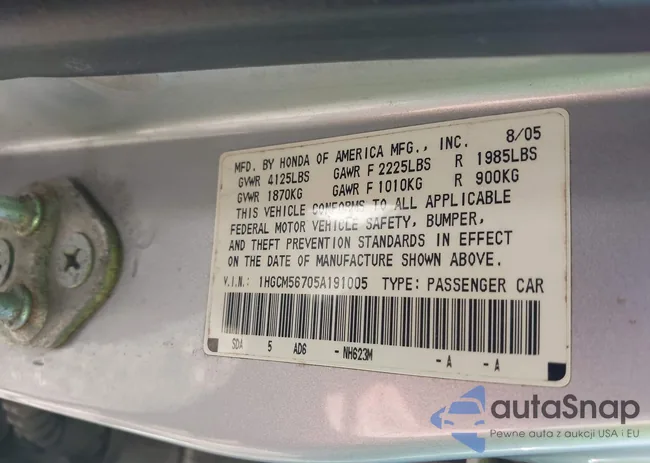 MFD. BY HONDA OF AMERICA MFG., INC. 8/05
GVWR 4125LBS GAWR F 2225LBS R 1985LBS
GVWR 1870KG GAWR F 1010KG R 900KG
THIS VEHICLE CONFORMS TO ALL APPLICABLE
FEDERAL MOTOR VEHICLE SAFETY, BUMPER,
AND THEFT PREVENTION STANDARDS IN EFFECT
ON THE DATE OF MANUFACTURE SHOWN ABOVE.
V.I.N.: 1HGCM56705A191005 TYPE: PASSENGER CAR
SDA 5 AD6 -NH623M -A -A
autaSnap
Pewne auta z aukcji USA i EU